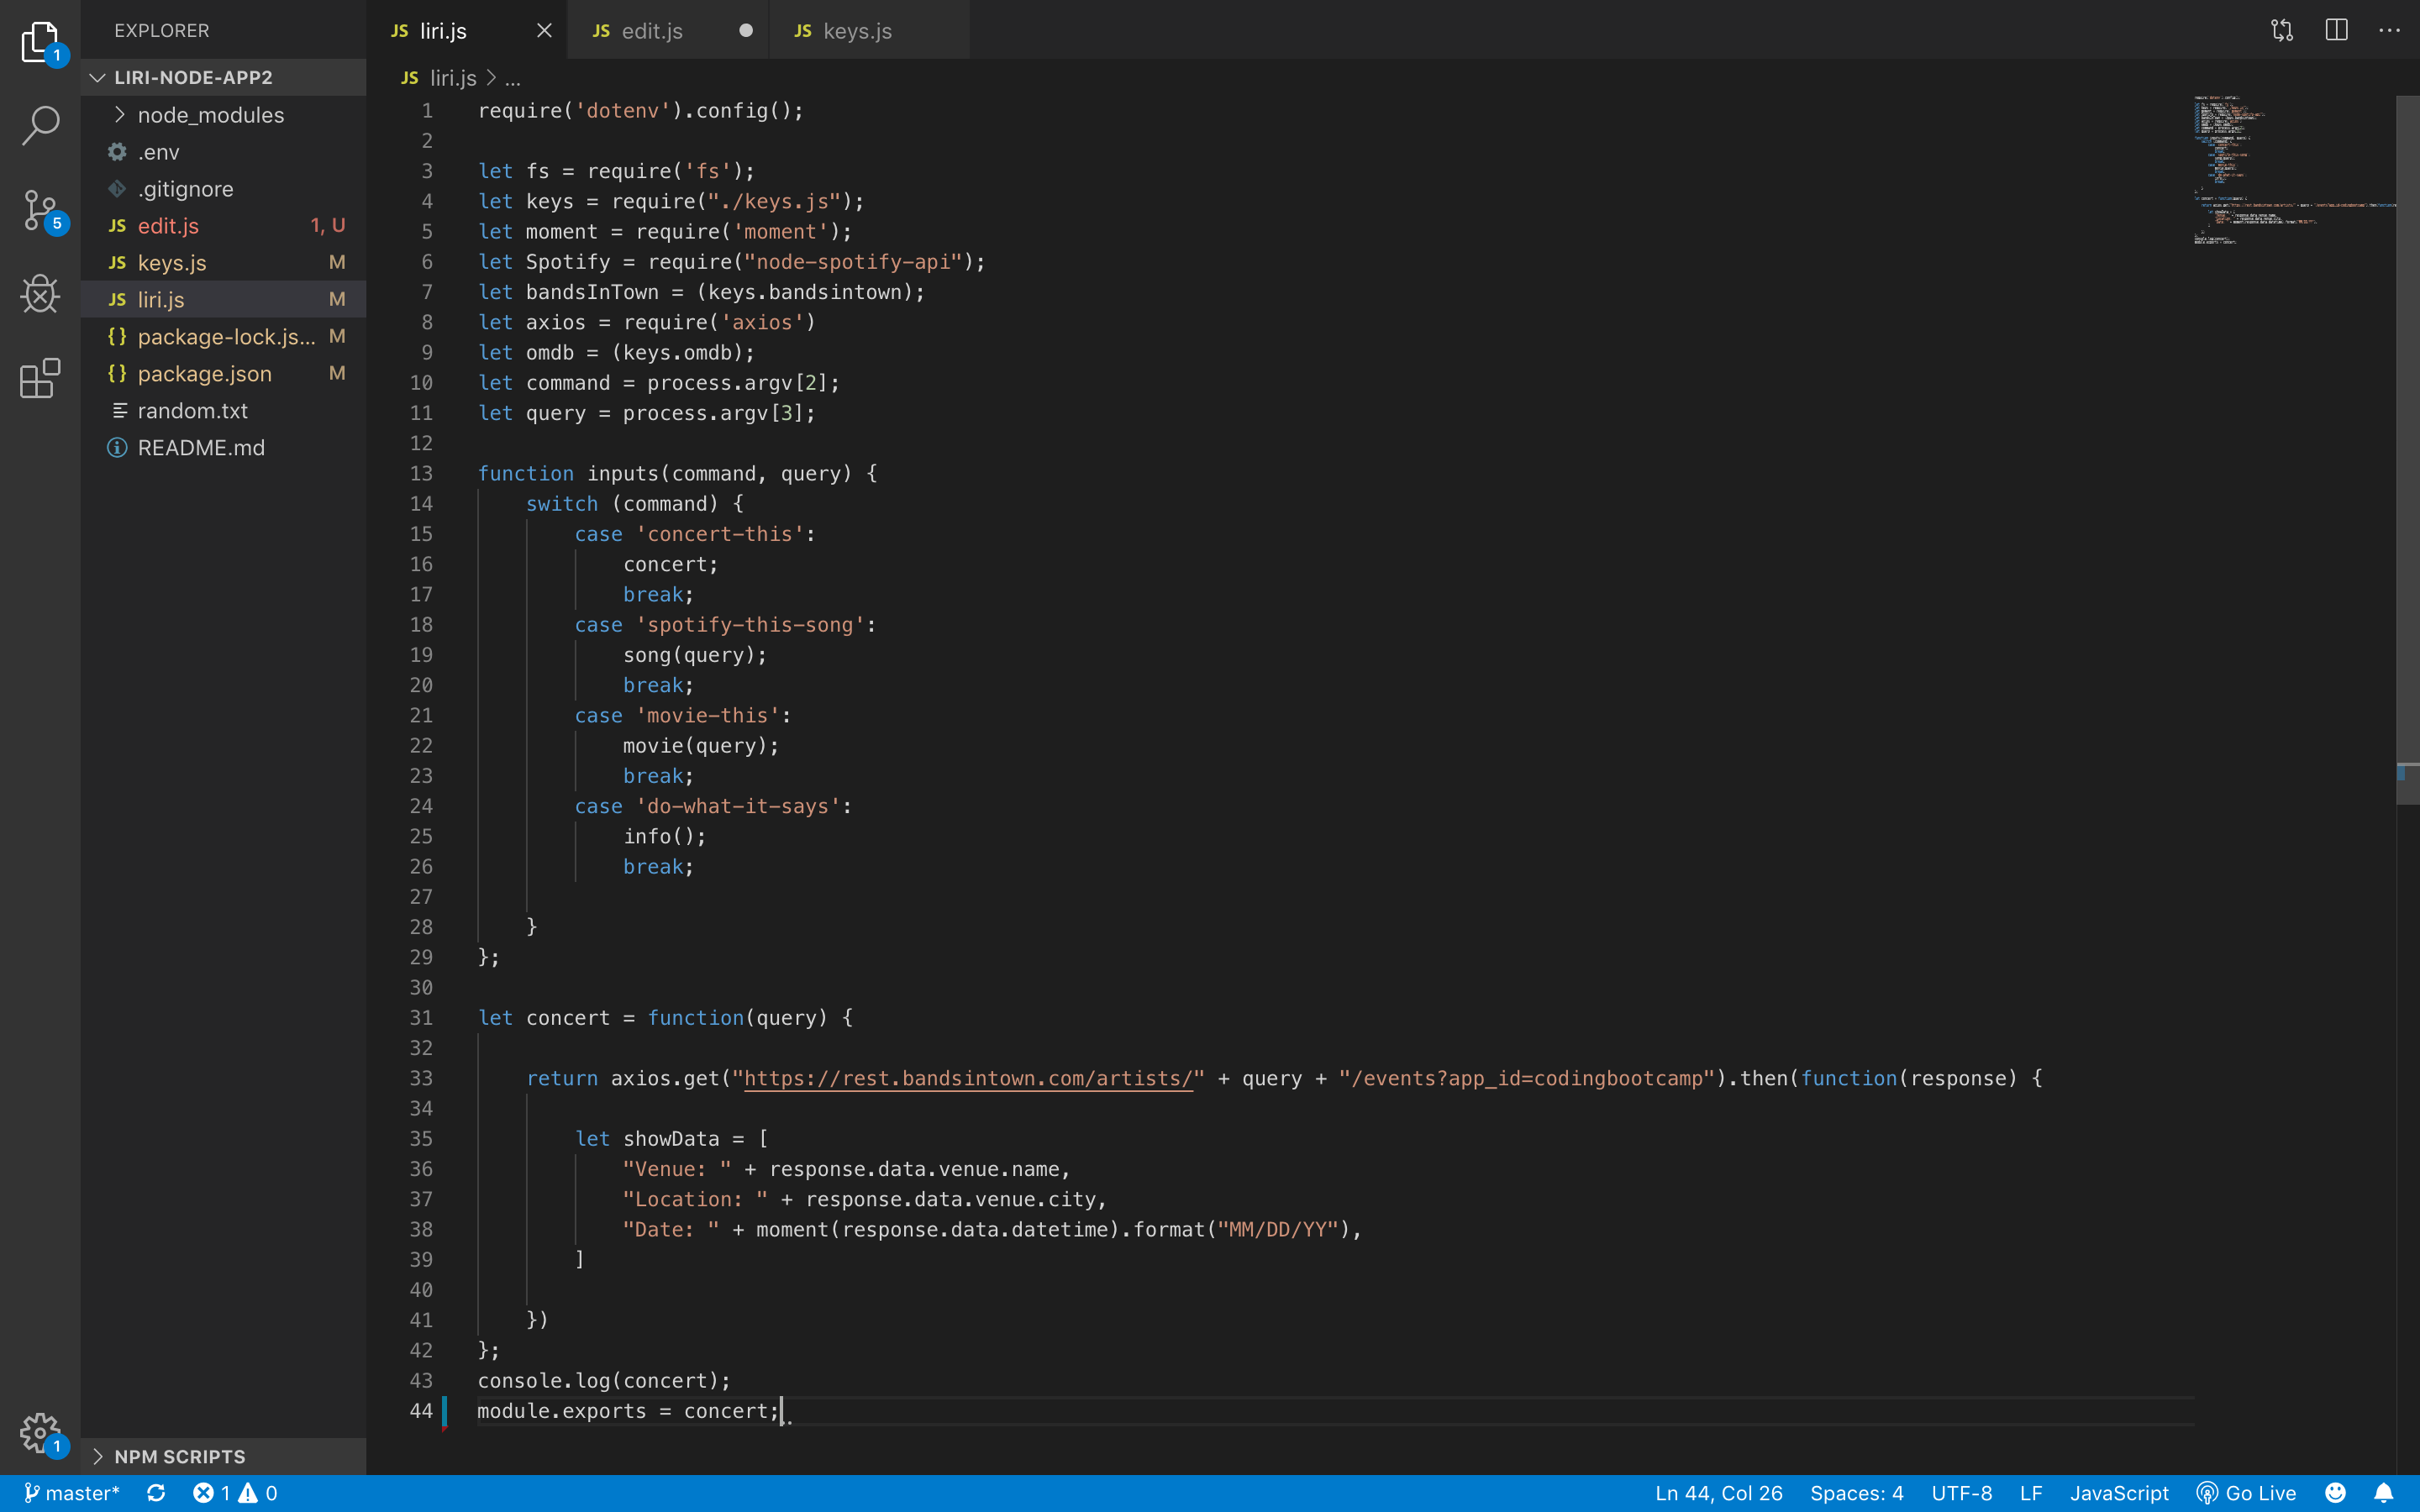 EXPLORER
LIRI-NODE-APP2
node_modules
.env
.gitignore
JS edit.js 1, U
JS keys.js M
JS liri.js M
{} package-lock.js... M
{} package.json M
random.txt
README.md
NPM SCRIPTS
1
5
1
JS liri.js
JS edit.js
JS keys.js
JS liri.js > ...
1 require('dotenv').config();
2
3 let fs = require('fs');
4 let keys = require("./keys.js");
5 let moment = require('moment');
6 let Spotify = require("node-spotify-api");
7 let bandsInTown = (keys.bandsintown);
8 let axios = require('axios')
9 let omdb = (keys.omdb);
10 let command = process.argv[2];
11 let query = process.argv[3];
12
13 function inputs(command, query) {
14 switch (command) {
15 case 'concert-this':
16 concert;
17 break;
18 case 'spotify-this-song':
19 song(query);
20 break;
21 case 'movie-this':
22 movie(query);
23 break;
24 case 'do-what-it-says':
25 info();
26 break;
27
28 }
29 };
30
31 let concert = function(query) {
32
33 return axios.get("https://rest.bandsintown.com/artists/" + query + "/events?app_id=codingbootcamp").then(function(response) {
34
35 let showData = [
36 "Venue: " + response.data.venue.name,
37 "Location: " + response.data.venue.city,
38 "Date: " + moment(response.data.datetime).format("MM/DD/YY"),
39 ]
40
41 })
42 };
43 console.log(concert);
44 module.exports = concert;
master* 1 0 Ln 44, Col 26 Spaces: 4 UTF-8 LF JavaScript Go Live